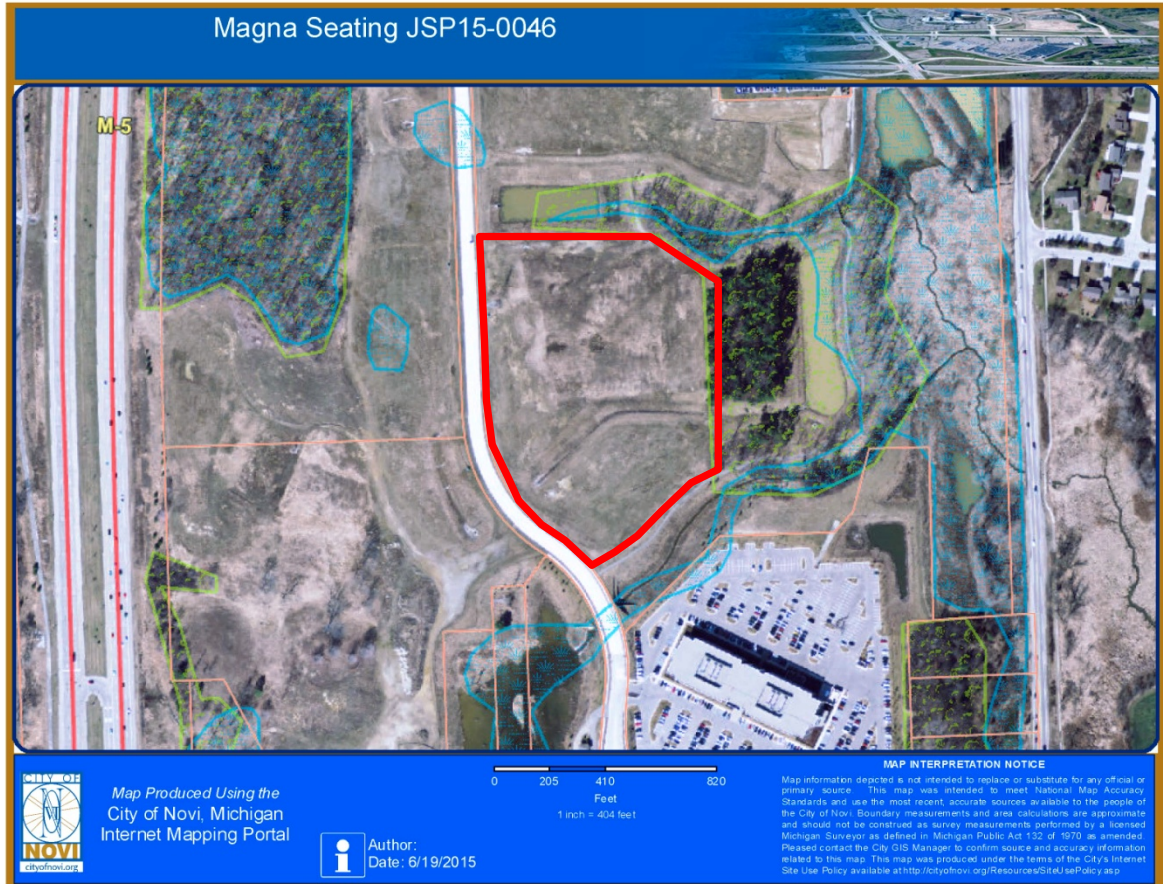 Magna Seating JSP15-0046
M-5
CITY OF
NOVI
cityofnovi.org
Map Produced Using the
City of Novi, Michigan
Internet Mapping Portal
i
Author:
Date: 6/19/2015
0 205 410 820
Feet
1 inch = 404 feet
MAP INTERPRETATION NOTICE
Map information depicted is not intended to replace or substitute for any official or
primary source. This map was intended to meet National Map Accuracy
Standards and use the most recent, accurate sources available to the people of
the City of Novi. Boundary measurements and area calculations are approximate
and should not be construed as survey measurements performed by a licensed
Michigan Surveyor as defined in Michigan Public Act 132 of 1970 as amended.
Please contact the City GIS Manager to confirm source and accuracy information
related to this map. This map was produced under the terms of the City's Internet
Site Use Policy available at http://cityofnovi.org/Resources/SiteUsePolicy.asp